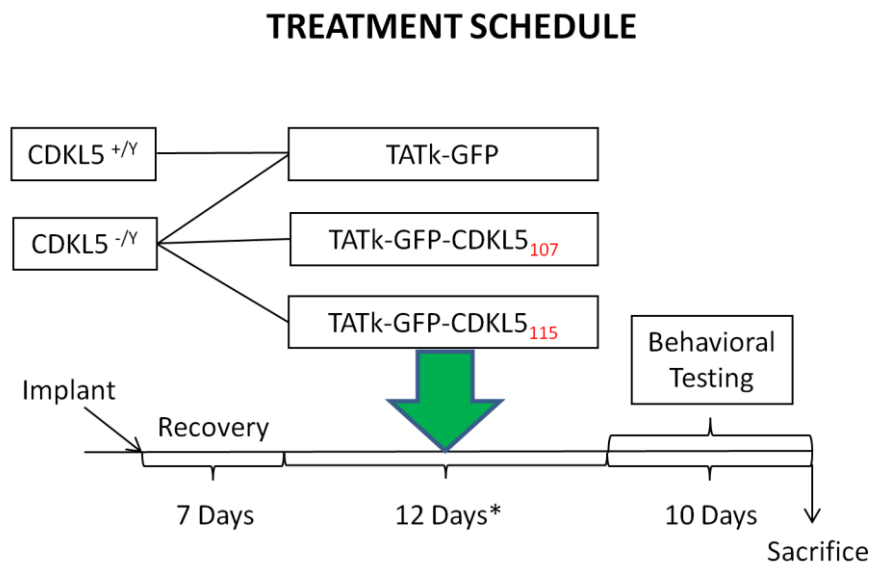 TREATMENT SCHEDULE
CDKL5 +/Y
TATk-GFP
CDKL5 -/Y
TATk-GFP-CDKL5107
TATk-GFP-CDKL5115
Behavioral
Testing
Implant
Recovery
7 Days
12 Days*
10 Days
Sacrifice